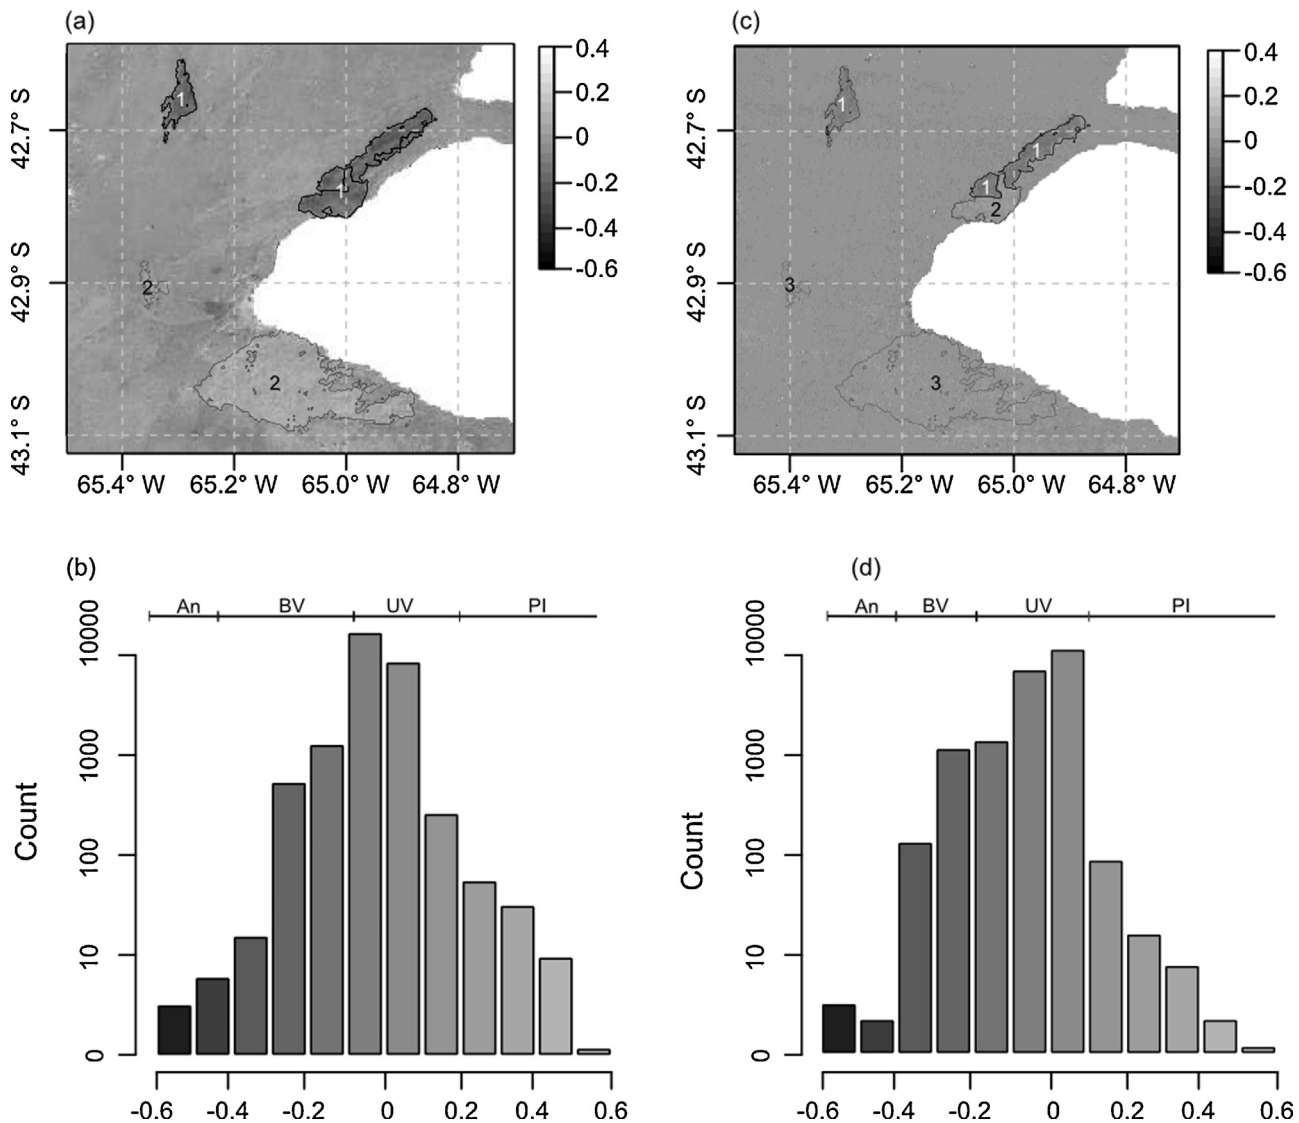 (a)
0.4
0.2
0
-0.2
-0.4
-0.6
42.7° S
42.9° S
43.1° S
1
1
2
2
65.4° W 65.2° W 65.0° W 64.8° W
(c)
0.4
0.2
0
-0.2
-0.4
-0.6
42.7° S
42.9° S
43.1° S
1
1
1
2
3
3
65.4° W 65.2° W 65.0° W 64.8° W
(b)
An BV UV PI
Count
10000
1000
100
10
0
-0.6 -0.4 -0.2 0 0.2 0.4 0.6
(d)
An BV UV PI
Count
10000
1000
100
10
0
-0.6 -0.4 -0.2 0 0.2 0.4 0.6